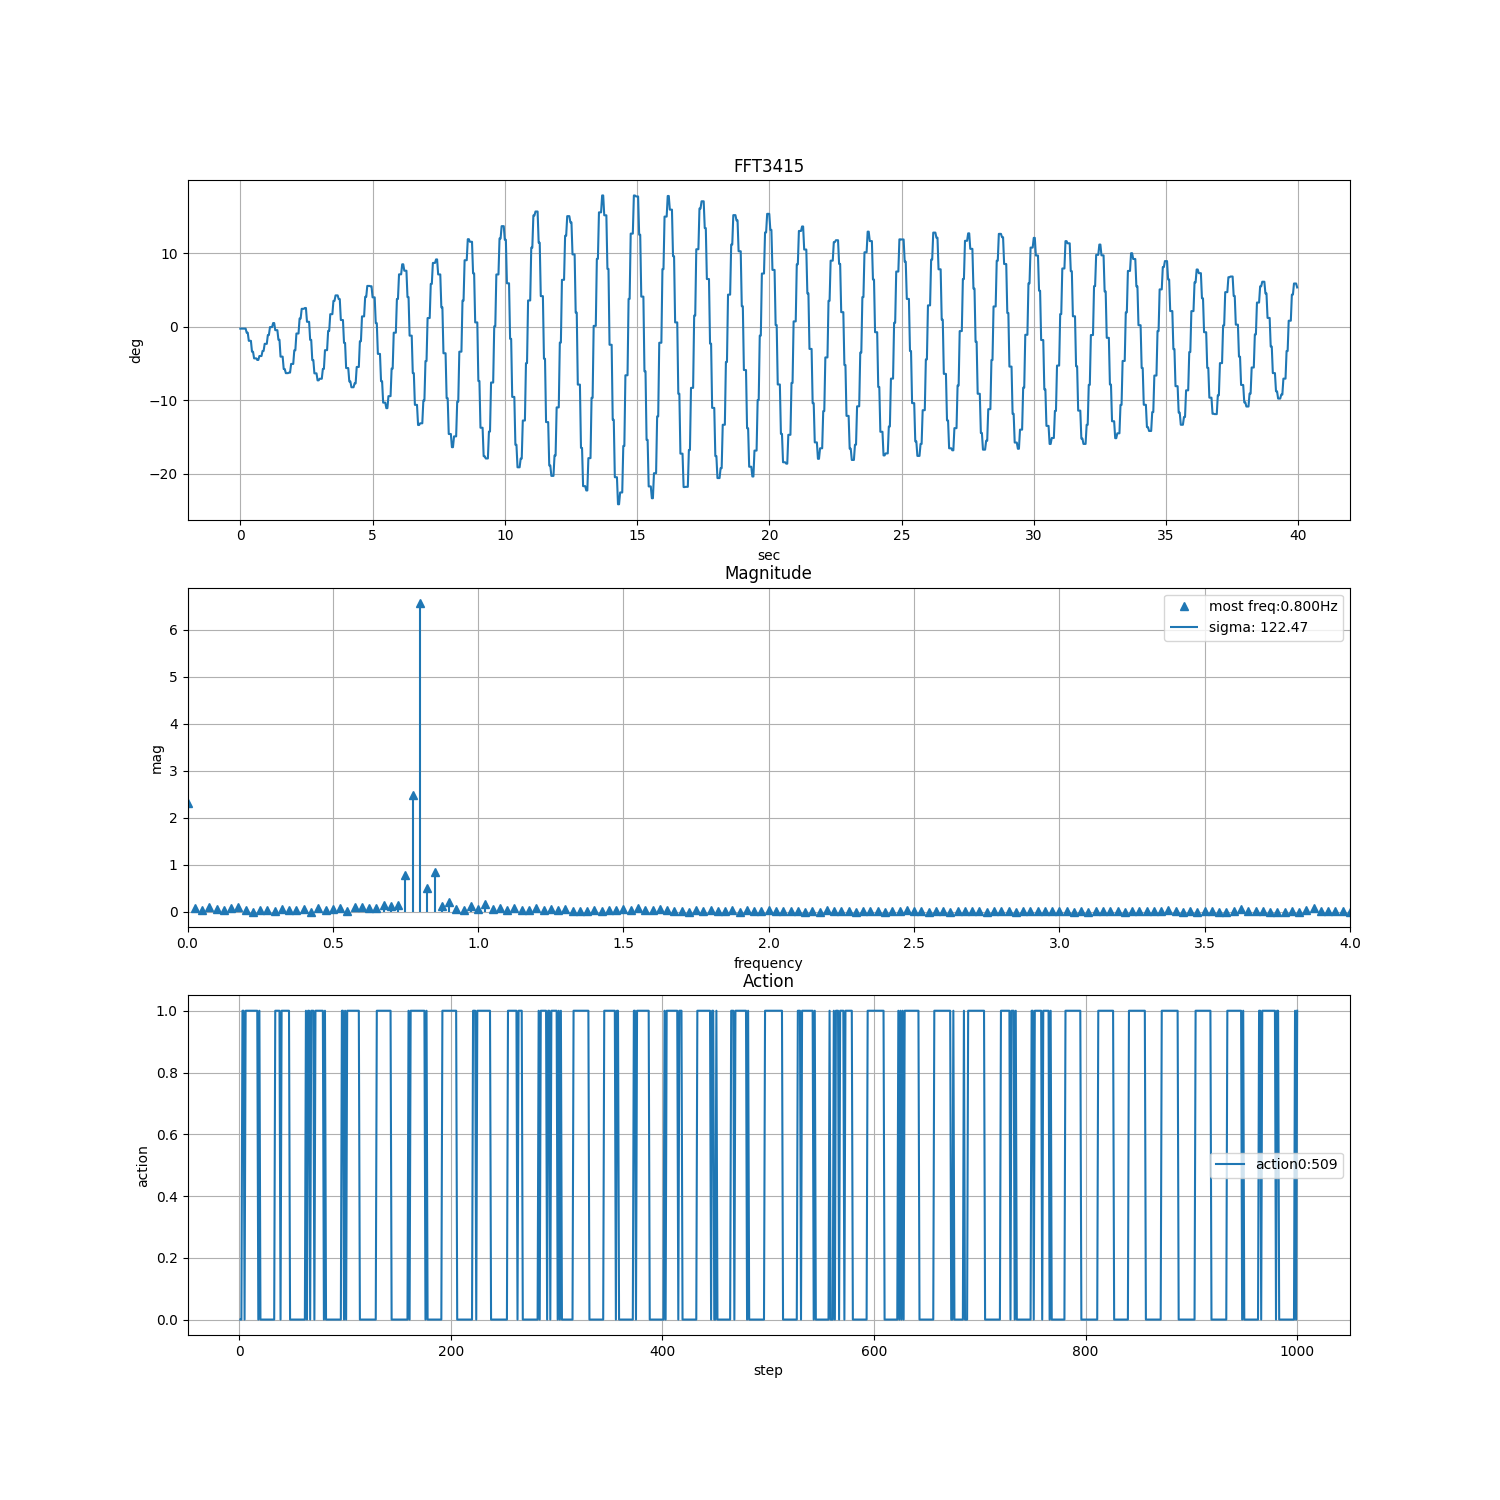 FFT3415
10
0
−10
−20
deg
0 5 10 15 20 25 30 35 40
sec
Magnitude
most freq:0.800Hz
sigma: 122.47
6
5
4
3
2
1
0
mag
0.0 0.5 1.0 1.5 2.0 2.5 3.0 3.5 4.0
frequency
Action
1.0
0.8
0.6
0.4
0.2
0.0
action
action0:509
0 200 400 600 800 1000
step